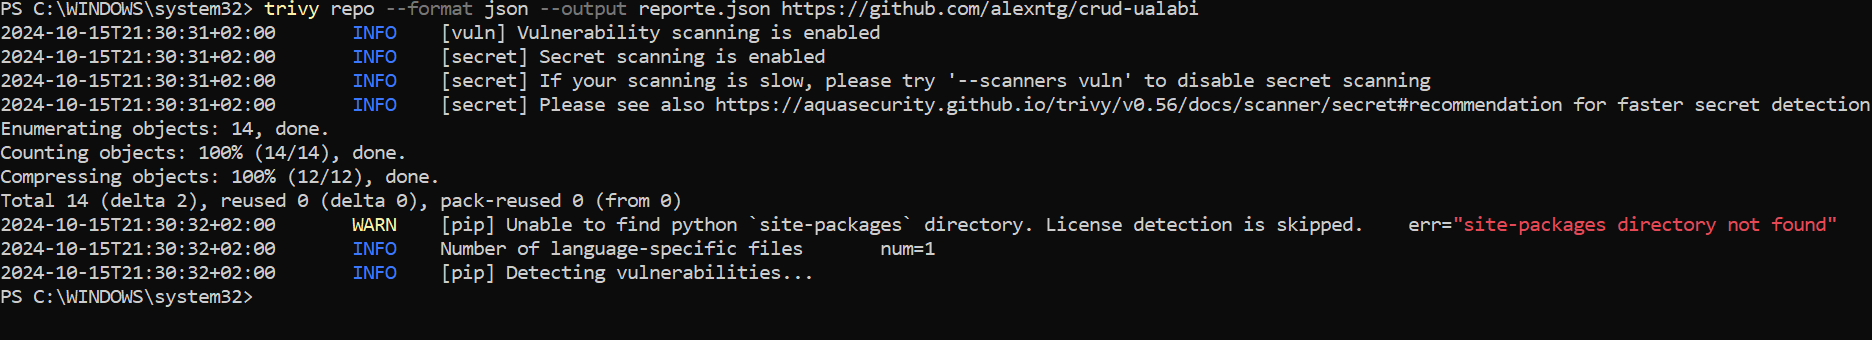 PS C:\WINDOWS\system32> trivy repo --format json --output reporte.json https://github.com/alexntg/crud-ualabi
2024-10-15T21:30:31+02:00 INFO [vuln] Vulnerability scanning is enabled
2024-10-15T21:30:31+02:00 INFO [secret] Secret scanning is enabled
2024-10-15T21:30:31+02:00 INFO [secret] If your scanning is slow, please try '--scanners vuln' to disable secret scanning
2024-10-15T21:30:31+02:00 INFO [secret] Please see also https://aquasecurity.github.io/trivy/v0.56/docs/scanner/secret#recommendation for faster secret detection
Enumerating objects: 14, done.
Counting objects: 100% (14/14), done.
Compressing objects: 100% (12/12), done.
Total 14 (delta 2), reused 0 (delta 0), pack-reused 0 (from 0)
2024-10-15T21:30:32+02:00 WARN [pip] Unable to find python `site-packages` directory. License detection is skipped. err="site-packages directory not found"
2024-10-15T21:30:32+02:00 INFO Number of language-specific files num=1
2024-10-15T21:30:32+02:00 INFO [pip] Detecting vulnerabilities...
PS C:\WINDOWS\system32>